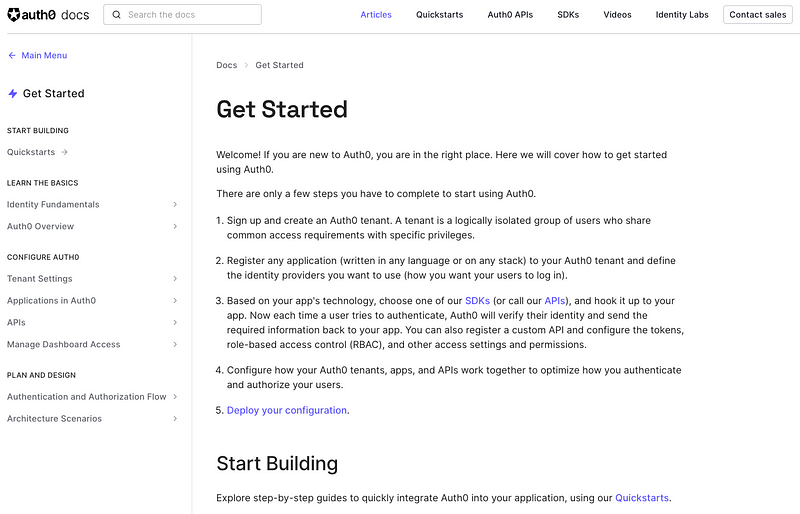 auth0 docs
Search the docs
Articles
Quickstarts
Auth0 APIs
SDKs
Videos
Identity Labs
Contact sales
← Main Menu
Get Started
START BUILDING
Quickstarts →
LEARN THE BASICS
Identity Fundamentals
Auth0 Overview
CONFIGURE AUTH0
Tenant Settings
Applications in Auth0
APIs
Manage Dashboard Access
PLAN AND DESIGN
Authentication and Authorization Flow
Architecture Scenarios
Docs > Get Started
Get Started
Welcome! If you are new to Auth0, you are in the right place. Here we will cover how to get started
using Auth0.
There are only a few steps you have to complete to start using Auth0.
1. Sign up and create an Auth0 tenant. A tenant is a logically isolated group of users who share
common access requirements with specific privileges.
2. Register any application (written in any language or on any stack) to your Auth0 tenant and define
the identity providers you want to use (how you want your users to log in).
3. Based on your app's technology, choose one of our SDKs (or call our APIs), and hook it up to your
app. Now each time a user tries to authenticate, Auth0 will verify their identity and send the
required information back to your app. You can also register a custom API and configure the tokens,
role-based access control (RBAC), and other access settings and permissions.
4. Configure how your Auth0 tenants, apps, and APIs work together to optimize how you authenticate
and authorize your users.
5. Deploy your configuration.
Start Building
Explore step-by-step guides to quickly integrate Auth0 into your application, using our Quickstarts.